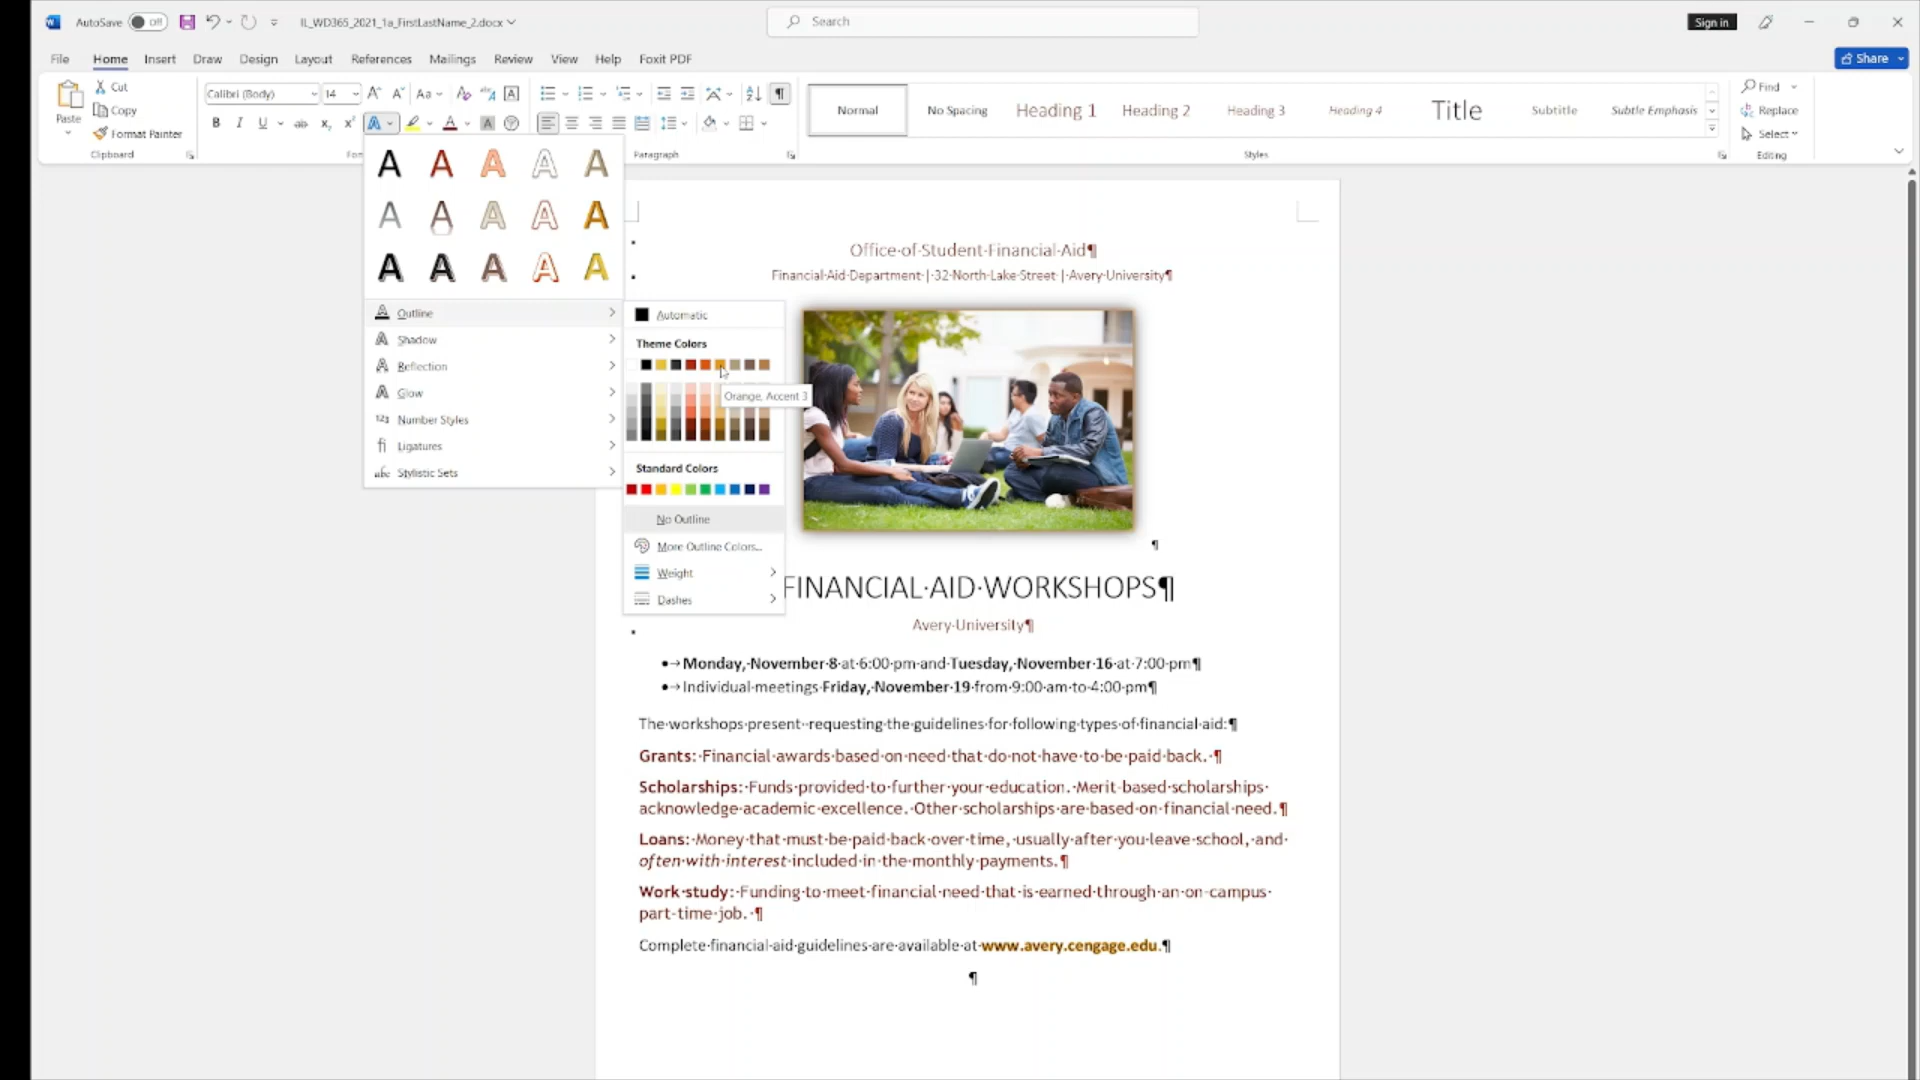 AutoSave Off IL_WD365_2021_1a_FirstLastName_2.docx Search Sign in
File Home Insert Draw Design Layout References Mailings Review View Help Foxit PDF Share
Paste Cut Copy Format Painter
Clipboard
Calibri (Body) 14 Aa
B I U ab x₂ x² A
Fon
Paragraph
Normal No Spacing Heading 1 Heading 2 Heading 3 Heading 4 Title Subtitle Subtle Emphasis
Styles
Find
Replace
Select
Editing
A A A A A
A A A A A
A A A A A
Outline
Shadow
Reflection
Glow
Number Styles
Ligatures
Stylistic Sets
Automatic
Theme Colors
Orange, Accent 3
Standard Colors
No Outline
More Outline Colors...
Weight
Dashes
Office·of·Student·Financial·Aid¶
Financial·Aid·Department·|·32·North·Lake·Street·|·Avery·University¶
¶
FINANCIAL·AID·WORKSHOPS¶
Avery·University¶
•→Monday,·November·8·at·6:00·pm·and·Tuesday,·November·16·at·7:00·pm¶
•→Individual·meetings·Friday,·November·19·from·9:00·am·to·4:00·pm¶
The·workshops·present··requesting·the·guidelines·for·following·types·of·financial·aid:¶
Grants:·Financial·awards·based·on·need·that·do·not·have·to·be·paid·back.·¶
Scholarships:·Funds·provided·to·further·your·education.·Merit-based·scholarships·
acknowledge·academic·excellence.·Other·scholarships·are·based·on·financial·need.¶
Loans:·Money·that·must·be·paid·back·over·time,·usually·after·you·leave·school,·and·
often·with·interest·included·in·the·monthly·payments.¶
Work·study:·Funding·to·meet·financial·need·that·is·earned·through·an·on-campus·
part-time·job.·¶
Complete·financial·aid·guidelines·are·available·at·www.avery.cengage.edu.¶
¶